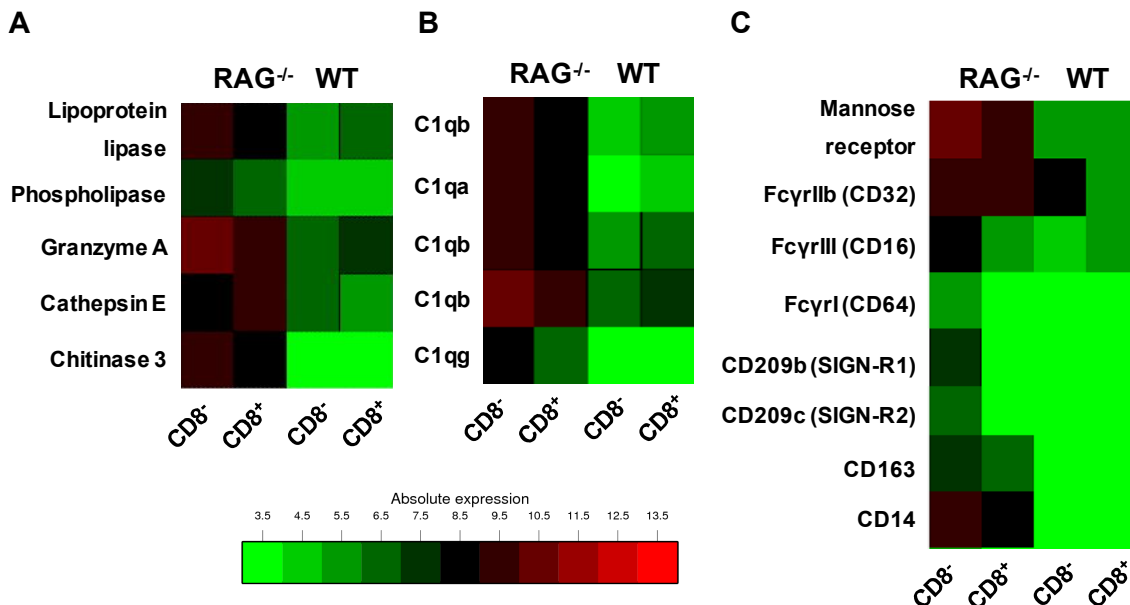 A
RAG-/- WT
Lipoprotein
lipase
Phospholipase
Granzyme A
Cathepsin E
Chitinase 3
CD8- CD8+ CD8- CD8+
B
RAG-/- WT
C1qb
C1qa
C1qb
C1qb
C1qg
CD8- CD8+ CD8- CD8+
C
RAG-/- WT
Mannose
receptor
FcγrIIb (CD32)
FcγrIII (CD16)
FcγrI (CD64)
CD209b (SIGN-R1)
CD209c (SIGN-R2)
CD163
CD14
CD8- CD8+ CD8- CD8+
Absolute expression
3.5 4.5 5.5 6.5 7.5 8.5 9.5 10.5 11.5 12.5 13.5